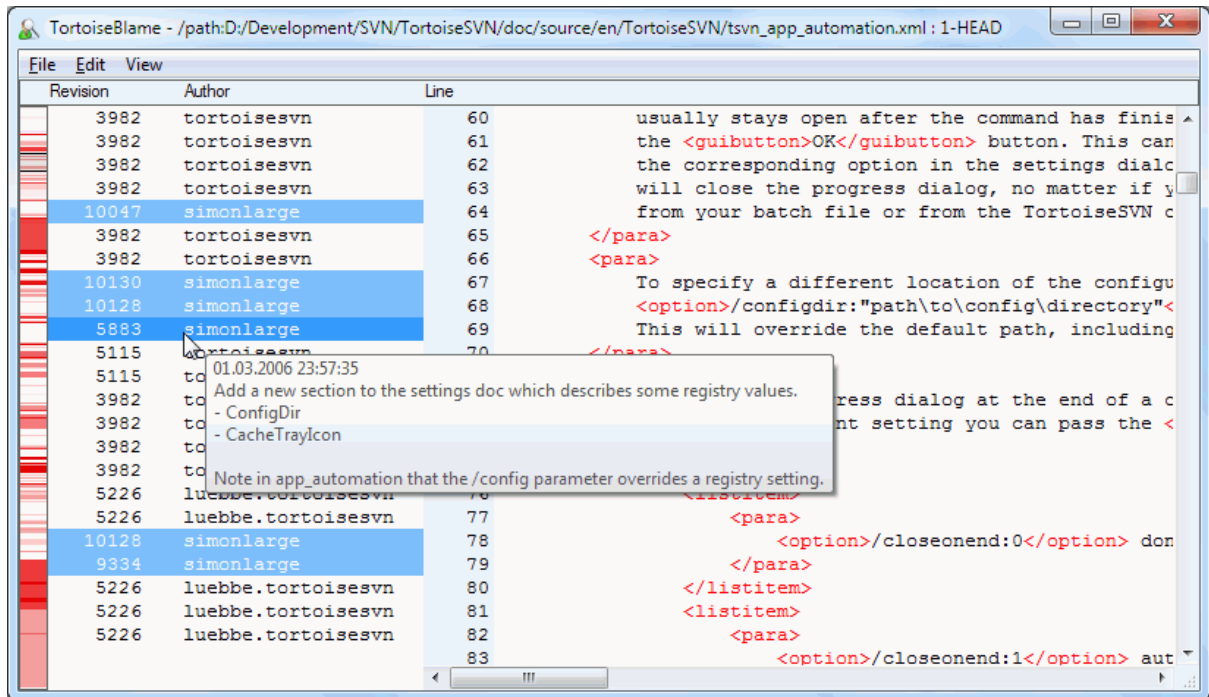 TortoiseBlame - /path:D:/Development/SVN/TortoiseSVN/doc/source/en/TortoiseSVN/tsvn_app_automation.xml : 1-HEAD
File Edit View
Revision Author Line
3982 tortoisesvn 60 usually stays open after the command has finis
3982 tortoisesvn 61 the <guibutton>OK</guibutton> button. This can
3982 tortoisesvn 62 the corresponding option in the settings dialc
3982 tortoisesvn 63 will close the progress dialog, no matter if y
10047 simonlarge 64 from your batch file or from the TortoiseSVN c
3982 tortoisesvn 65 </para>
3982 tortoisesvn 66 <para>
10130 simonlarge 67 To specify a different location of the configu
10128 simonlarge 68 <option>/configdir:"path\to\config\directory"<
5883 simonlarge 69 This will override the default path, including
5115 tortoisesvn 70 </para>
01.03.2006 23:57:35
5115 to
Add a new section to the settings doc which describes some registry values.
3982 to ress dialog at the end of a c
- ConfigDir
3982 to nt setting you can pass the <
- CacheTrayIcon
3982 to
3982 to
Note in app_automation that the /config parameter overrides a registry setting.
5226 luebbe.tortoisesvn 76 <listitem>
5226 luebbe.tortoisesvn 77 <para>
10128 simonlarge 78 <option>/closeonend:0</option> don
9334 simonlarge 79 </para>
5226 luebbe.tortoisesvn 80 </listitem>
5226 luebbe.tortoisesvn 81 <listitem>
5226 luebbe.tortoisesvn 82 <para>
83 <option>/closeonend:1</option> aut